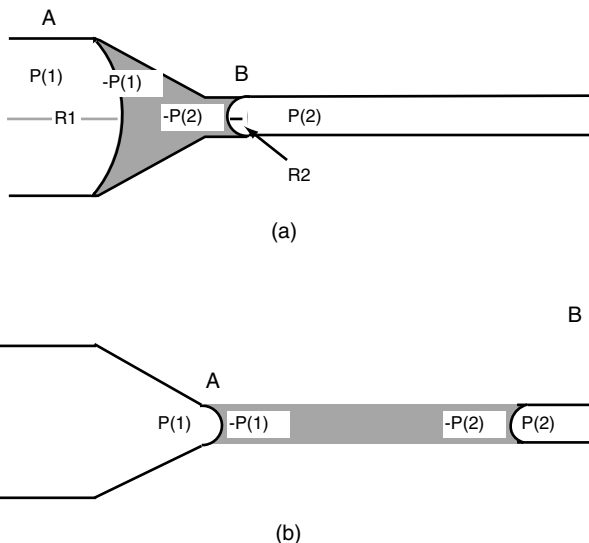 A
P(1)
-P(1)
B
R1
-P(2)
P(2)
R2
(a)
B
A
P(1)
-P(1)
-P(2)
P(2)
(b)